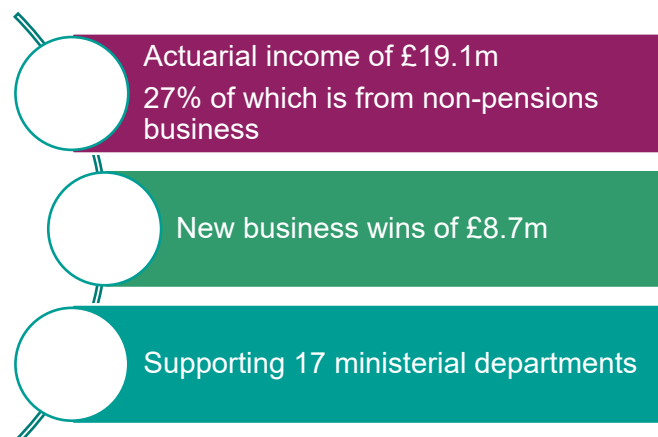 Actuarial income of £19.1m
27% of which is from non-pensions
business
New business wins of £8.7m
Supporting 17 ministerial departments